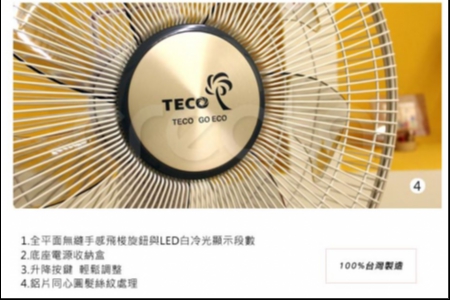 TECO
TECO GO ECO
4
1.全平面無縫手感飛梭旋鈕與LED白冷光顯示段數
2.底座電源收納盒
3.升降按鍵 輕鬆調整
4.鋁片同心圓髮絲紋處理
100%台灣製造